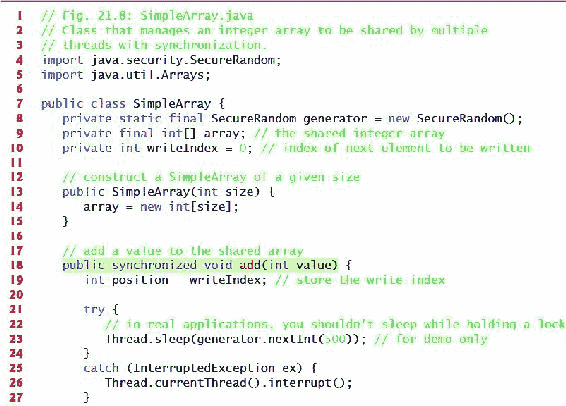 1 // Fig. 21.8: SimpleArray.java
2 // Class that manages an integer array to be shared by multiple
3 // threads with synchronization.
4 import java.security.SecureRandom;
5 import java.util.Arrays;
6
7 public class SimpleArray {
8 private static final SecureRandom generator = new SecureRandom();
9 private final int[] array; // the shared integer array
10 private int writeIndex = 0; // index of next element to be written
11
12 // construct a SimpleArray of a given size
13 public SimpleArray(int size) {
14 array = new int[size];
15 }
16
17 // add a value to the shared array
18 public synchronized void add(int value) {
19 int position writeIndex; // store the write index
20
21 try {
22 // in real applications, you shouldn't sleep while holding a lock
23 Thread.sleep(generator.nextInt(500)); // for demo only
24 }
25 catch (InterruptedException ex) {
26 Thread.currentThread().interrupt();
27 }